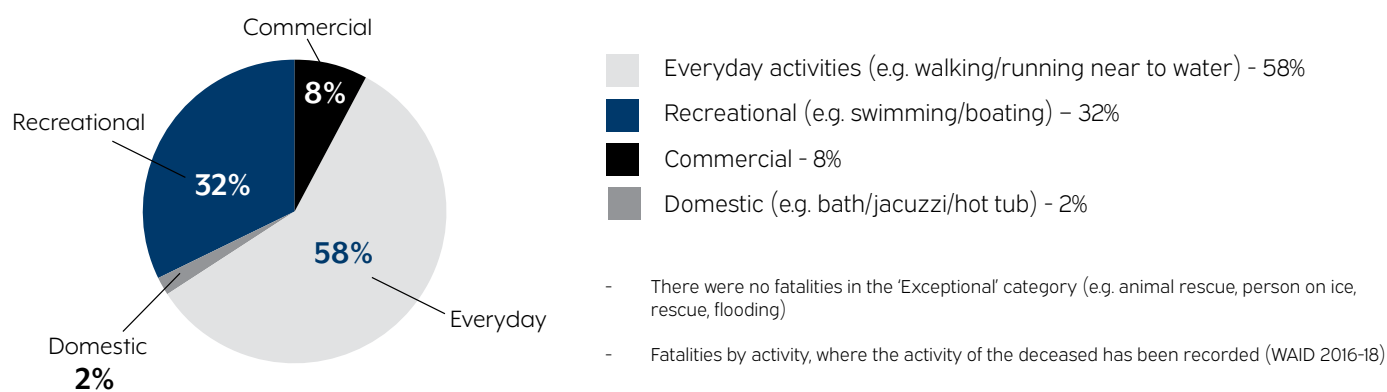 Commercial
8%
Recreational
32%
58%
Everyday
Domestic
2%
Everyday activities (e.g. walking/running near to water) - 58%
Recreational (e.g. swimming/boating) – 32%
Commercial - 8%
Domestic (e.g. bath/jacuzzi/hot tub) - 2%
- There were no fatalities in the ‘Exceptional’ category (e.g. animal rescue, person on ice,
rescue, flooding)
- Fatalities by activity, where the activity of the deceased has been recorded (WAID 2016-18)